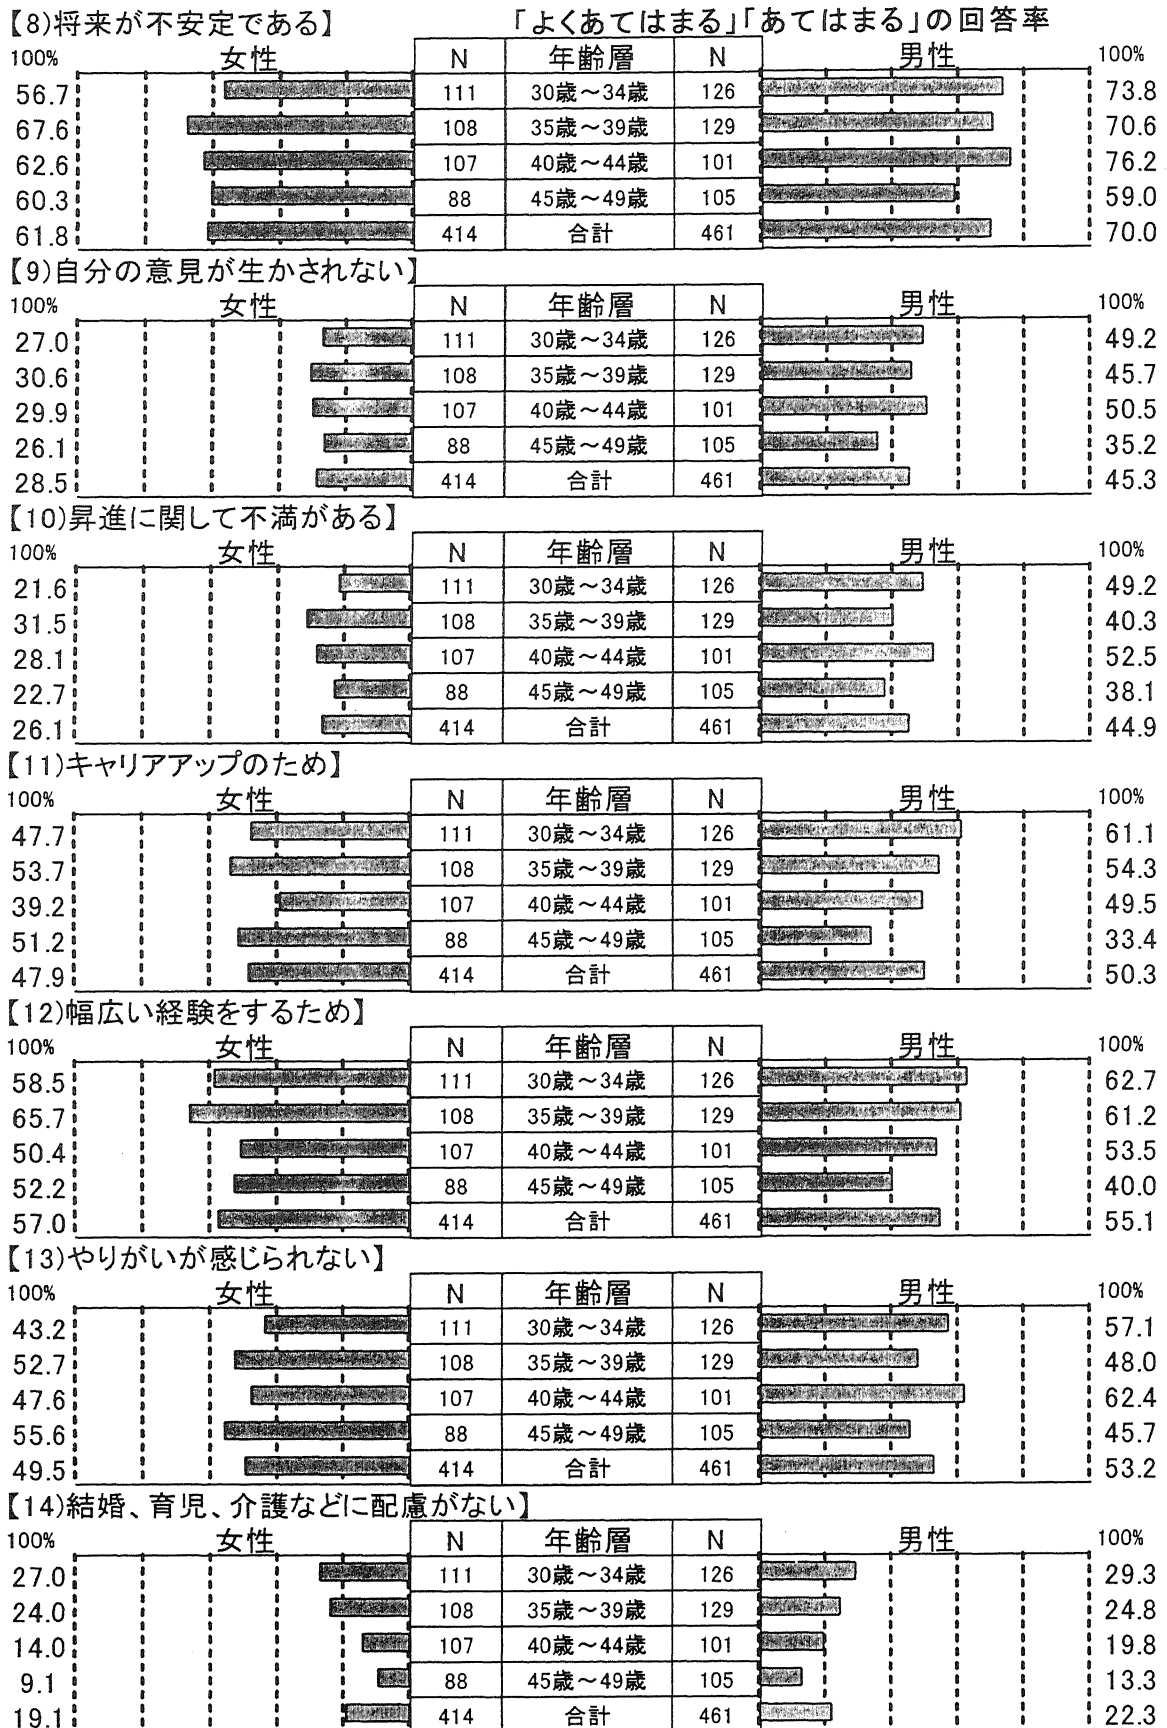 【8)将来が不安定である】 「よくあてはまる」「あてはまる」の回答率
100% 女性 N 年齢層 N 男性 100%
56.7 111 30歳～34歳 126 73.8
67.6 108 35歳～39歳 129 70.6
62.6 107 40歳～44歳 101 76.2
60.3 88 45歳～49歳 105 59.0
61.8 414 合計 461 70.0
【9)自分の意見が生かされない】
100% 女性 N 年齢層 N 男性 100%
27.0 111 30歳～34歳 126 49.2
30.6 108 35歳～39歳 129 45.7
29.9 107 40歳～44歳 101 50.5
26.1 88 45歳～49歳 105 35.2
28.5 414 合計 461 45.3
【10)昇進に関して不満がある】
100% 女性 N 年齢層 N 男性 100%
21.6 111 30歳～34歳 126 49.2
31.5 108 35歳～39歳 129 40.3
28.1 107 40歳～44歳 101 52.5
22.7 88 45歳～49歳 105 38.1
26.1 414 合計 461 44.9
【11)キャリアアップのため】
100% 女性 N 年齢層 N 男性 100%
47.7 111 30歳～34歳 126 61.1
53.7 108 35歳～39歳 129 54.3
39.2 107 40歳～44歳 101 49.5
51.2 88 45歳～49歳 105 33.4
47.9 414 合計 461 50.3
【12)幅広い経験をするため】
100% 女性 N 年齢層 N 男性 100%
58.5 111 30歳～34歳 126 62.7
65.7 108 35歳～39歳 129 61.2
50.4 107 40歳～44歳 101 53.5
52.2 88 45歳～49歳 105 40.0
57.0 414 合計 461 55.1
【13)やりがいが感じられない】
100% 女性 N 年齢層 N 男性 100%
43.2 111 30歳～34歳 126 57.1
52.7 108 35歳～39歳 129 48.0
47.6 107 40歳～44歳 101 62.4
55.6 88 45歳～49歳 105 45.7
49.5 414 合計 461 53.2
【14)結婚、育児、介護などに配慮がない】
100% 女性 N 年齢層 N 男性 100%
27.0 111 30歳～34歳 126 29.3
24.0 108 35歳～39歳 129 24.8
14.0 107 40歳～44歳 101 19.8
9.1 88 45歳～49歳 105 13.3
19.1 414 合計 461 22.3